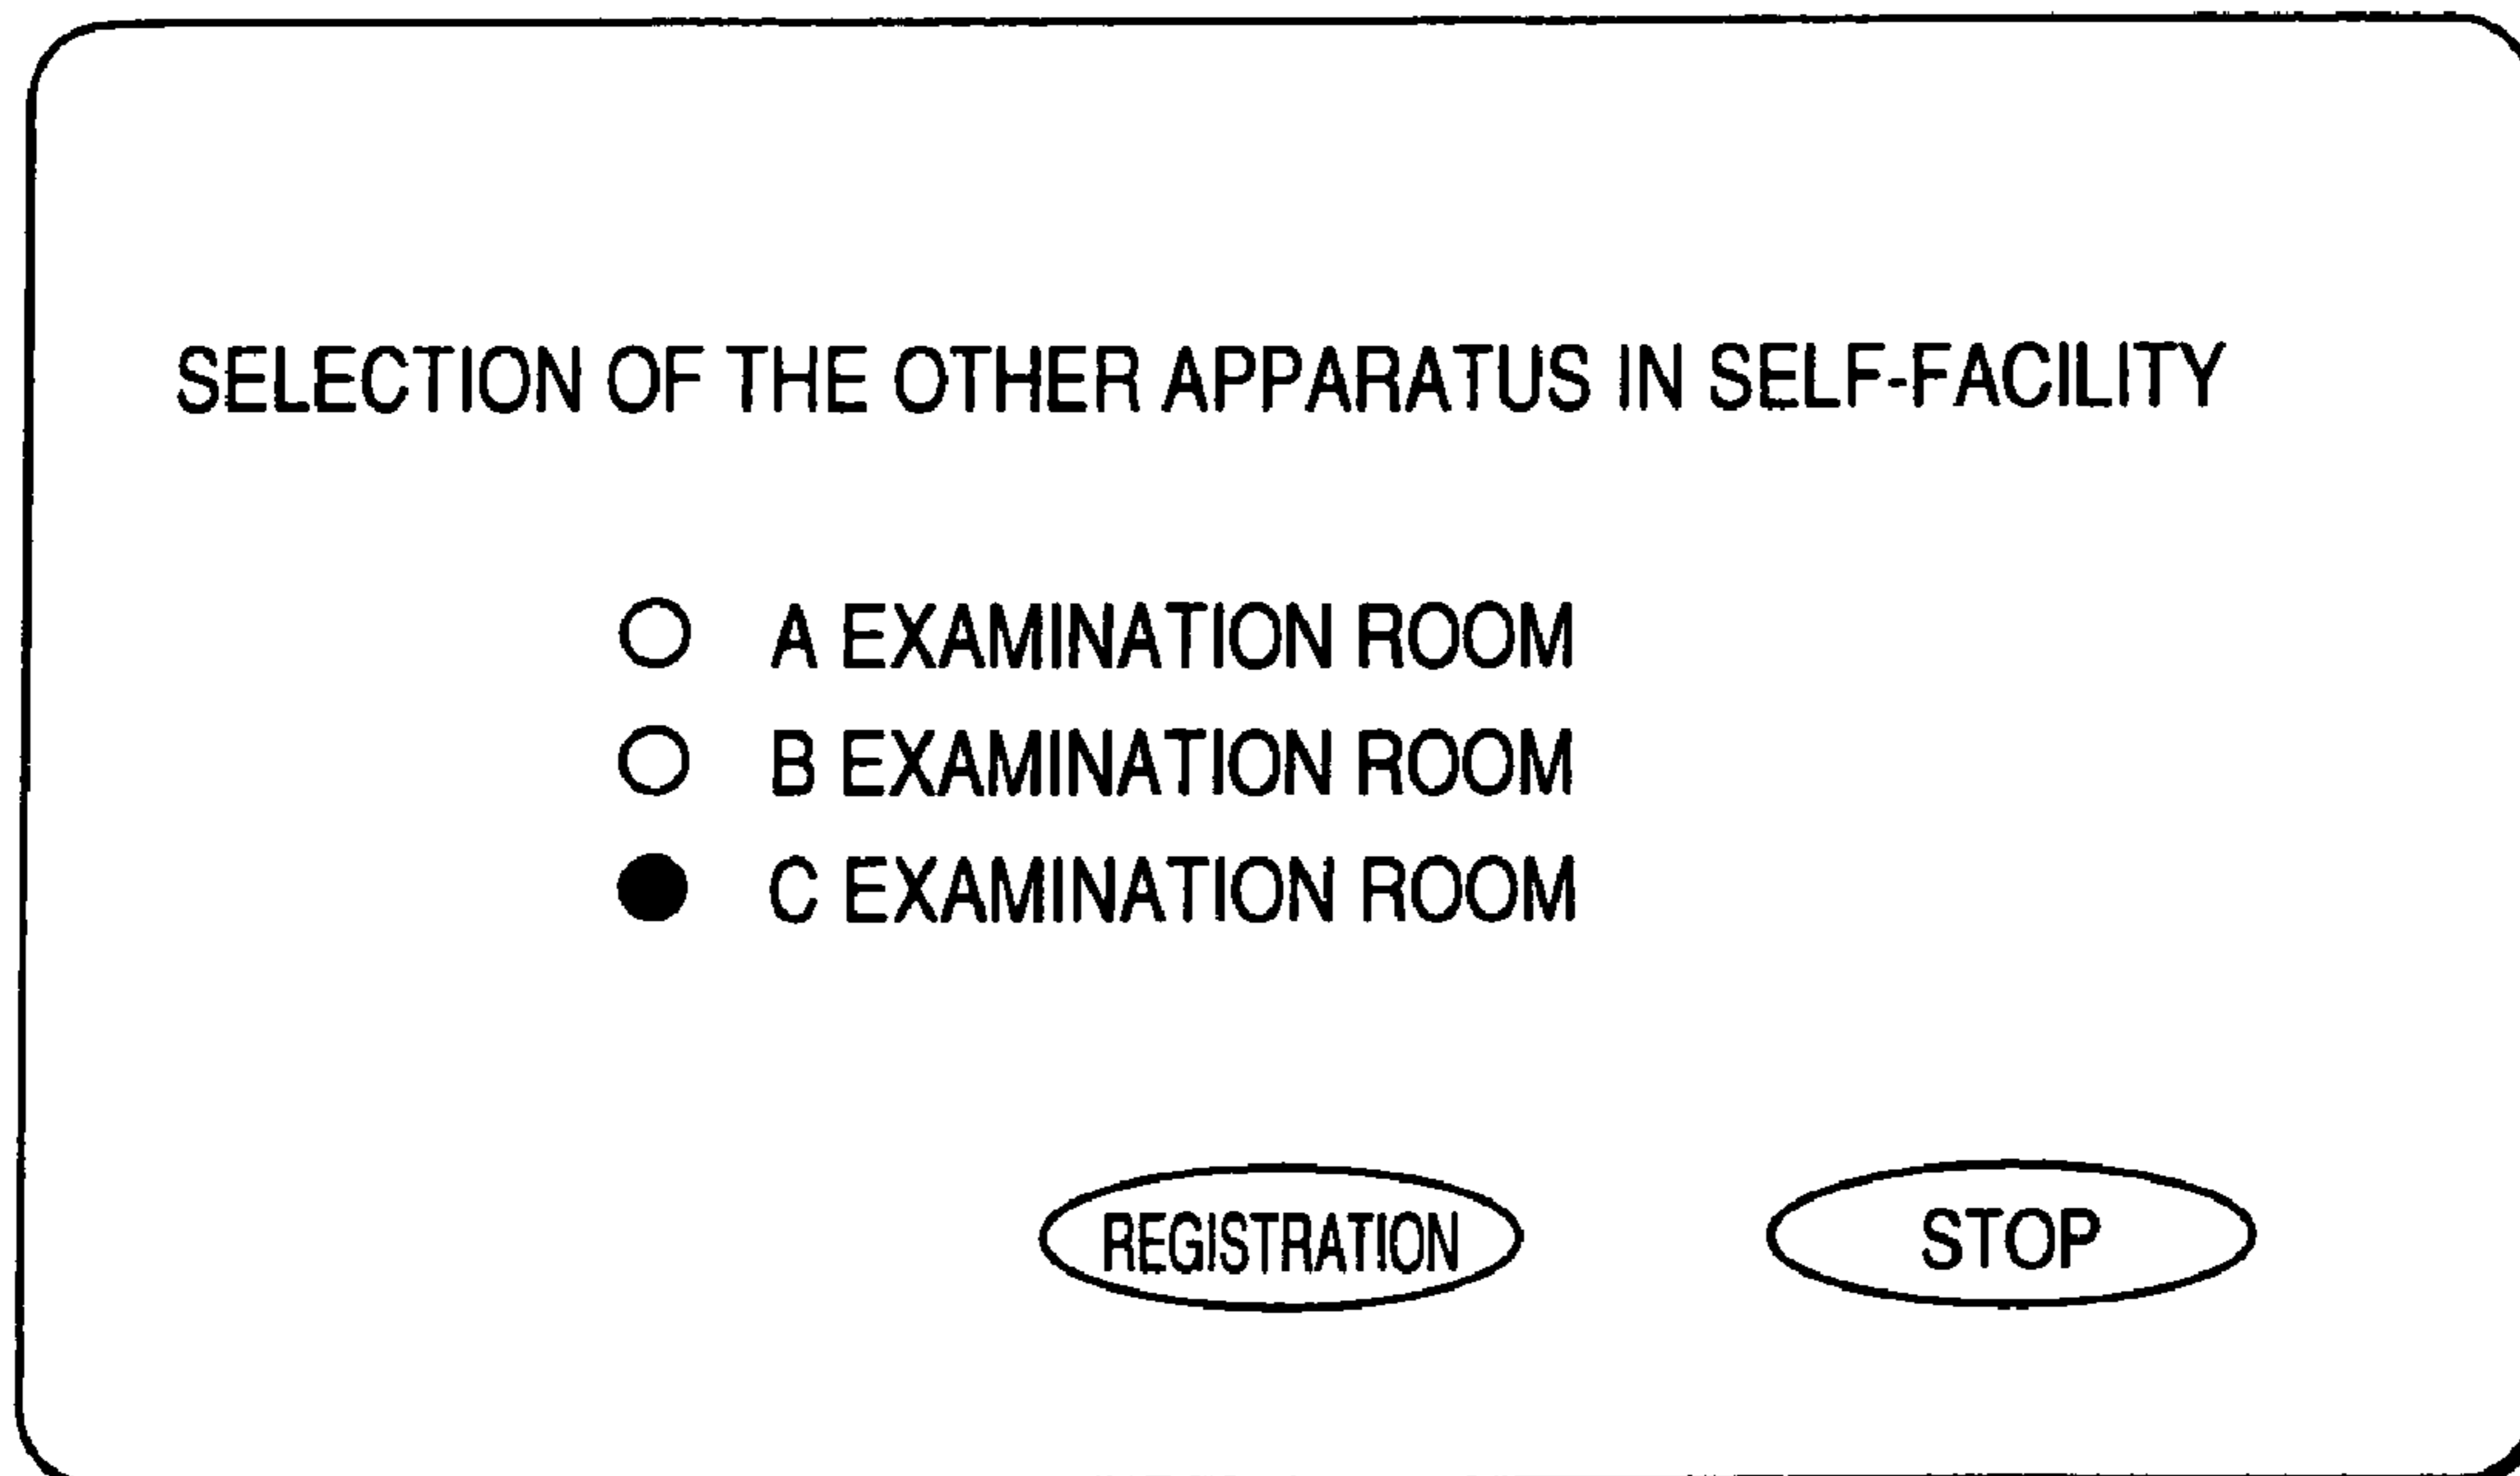 SELECTION OF THE OTHER APPARATUS IN SELF-FACILITY
A EXAMINATION ROOM
B EXAMINATION ROOM
C EXAMINATION ROOM
REGISTRATION STOP